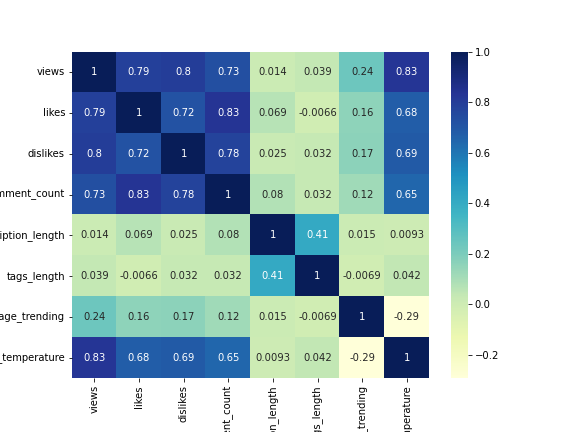 views 1 0.79 0.8 0.73 0.014 0.039 0.24 0.83
likes 0.79 1 0.72 0.83 0.069 -0.0066 0.16 0.68
dislikes 0.8 0.72 1 0.78 0.025 0.032 0.17 0.69
mment_count 0.73 0.83 0.78 1 0.08 0.032 0.12 0.65
iption_length 0.014 0.069 0.025 0.08 1 0.41 0.015 0.0093
tags_length 0.039 -0.0066 0.032 0.032 0.41 1 -0.0069 0.042
age_trending 0.24 0.16 0.17 0.12 0.015 -0.0069 1 -0.29
_temperature 0.83 0.68 0.69 0.65 0.0093 0.042 -0.29 1
views
likes
dislikes
ent_count
on_length
gs_length
_trending
mperature
1.0
0.8
0.6
0.4
0.2
0.0
−0.2